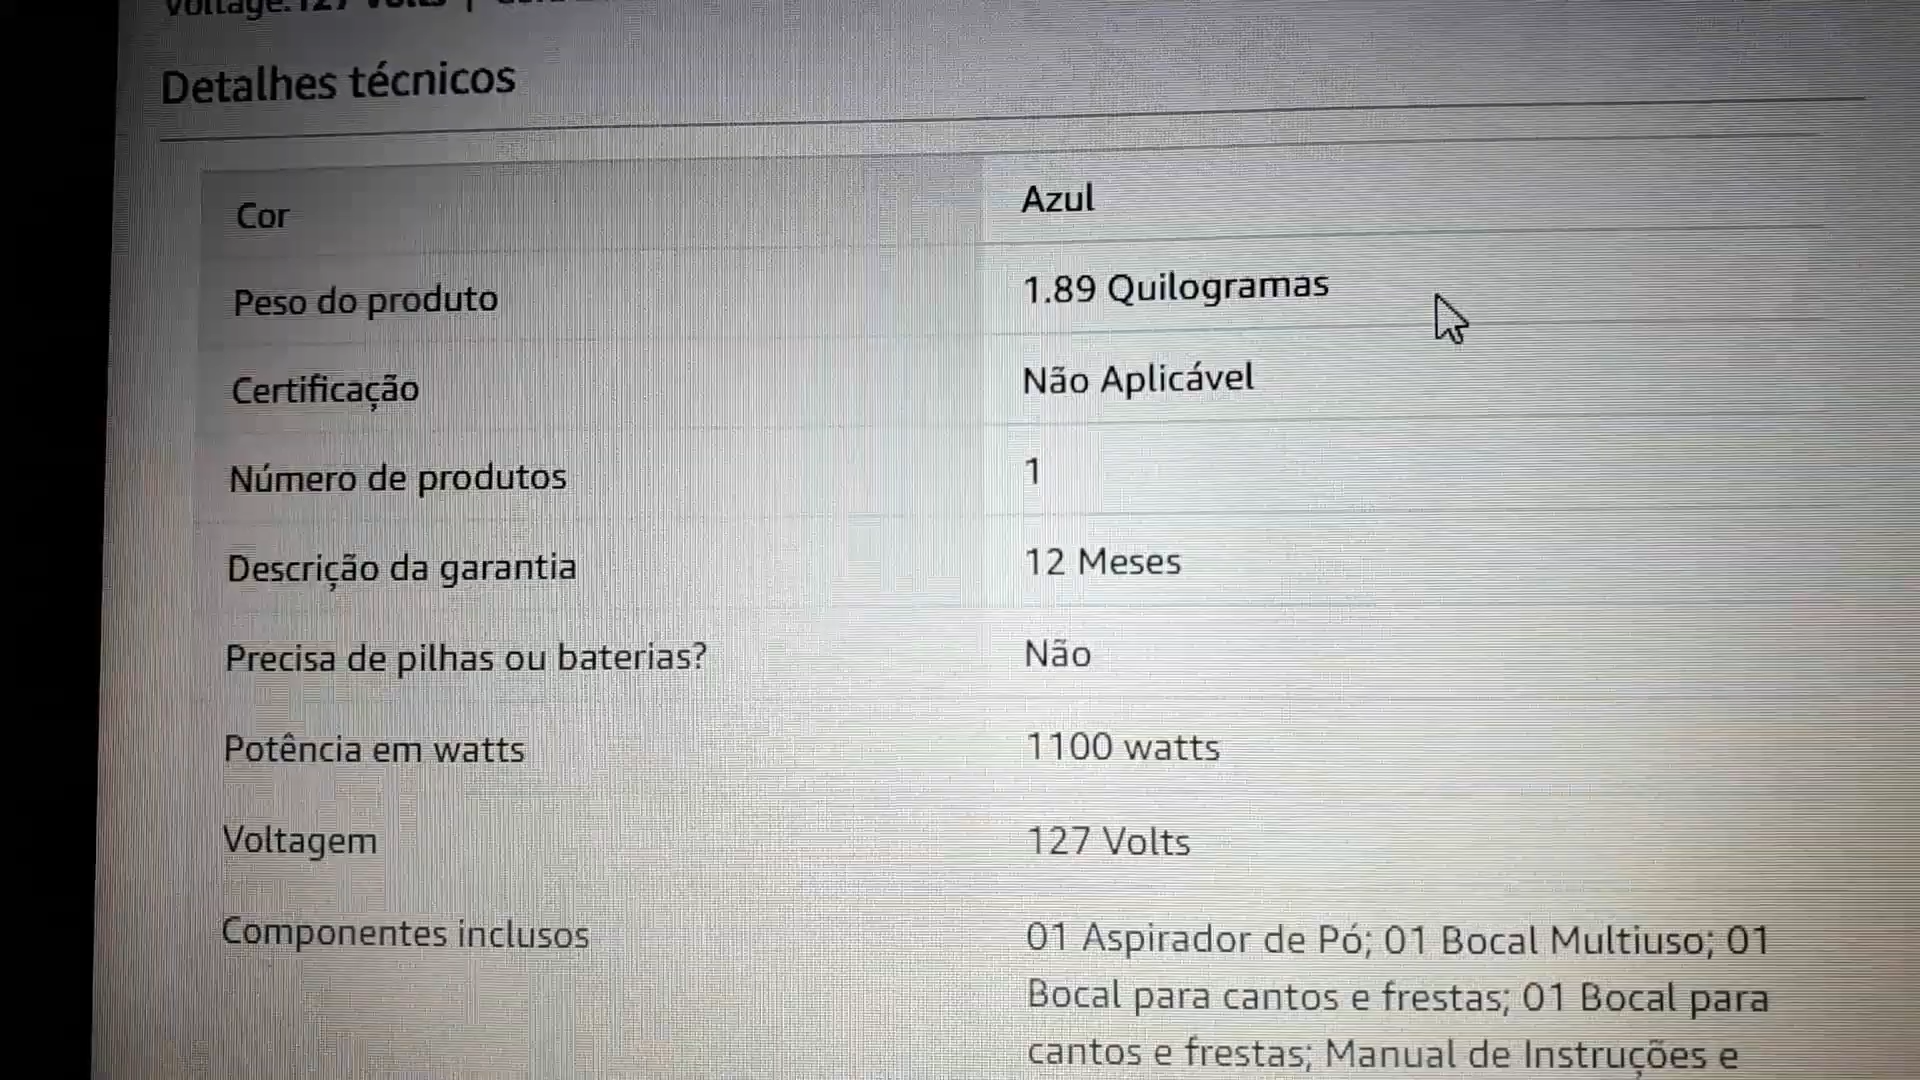 Voltage: 127 Volts |
Detalhes técnicos
Cor Azul
Peso do produto 1.89 Quilogramas
Certificação Não Aplicável
Número de produtos 1
Descrição da garantia 12 Meses
Precisa de pilhas ou baterias? Não
Potência em watts 1100 watts
Voltagem 127 Volts
Componentes inclusos 01 Aspirador de Pó; 01 Bocal Multiuso; 01
Bocal para cantos e frestas; 01 Bocal para
cantos e frestas; Manual de Instruções e